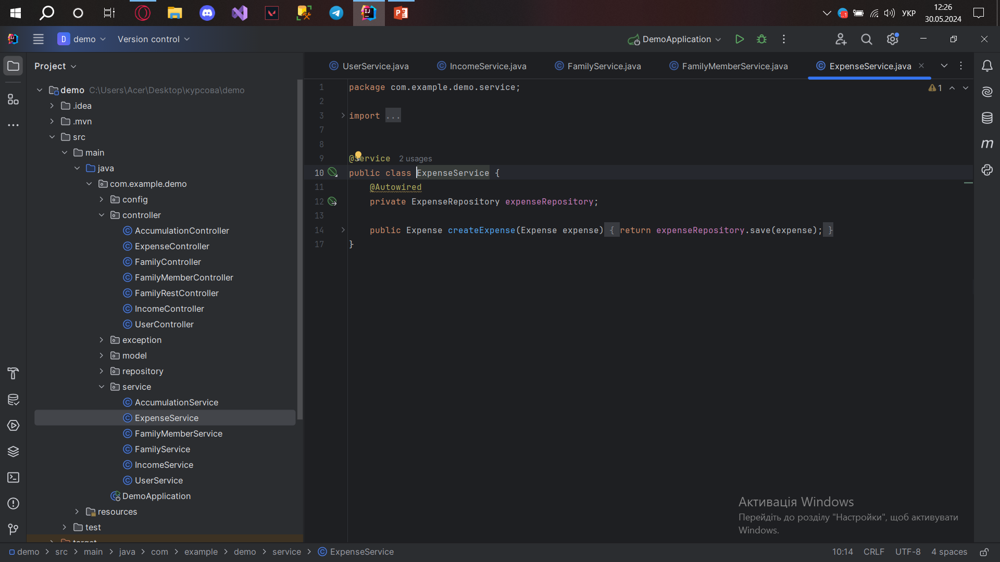 УКР
12:26
30.05.2024
D demo
Version control
DemoApplication
Project
UserService.java
IncomeService.java
FamilyService.java
FamilyMemberService.java
ExpenseService.java
demo C:\Users\Acer\Desktop\курсова\demo
.idea
.mvn
src
main
java
com.example.demo
config
controller
AccumulationController
ExpenseController
FamilyController
FamilyMemberController
FamilyRestController
IncomeController
UserController
exception
model
repository
service
AccumulationService
ExpenseService
FamilyMemberService
FamilyService
IncomeService
UserService
DemoApplication
resources
test
target
1 package com.example.demo.service;
2
3 import ...
7
8
9 @Service 2 usages
10 public class ExpenseService {
11 @Autowired
12 private ExpenseRepository expenseRepository;
13
14 public Expense createExpense(Expense expense) { return expenseRepository.save(expense); }
17 }
1
Активація Windows
Перейдіть до розділу "Настройки", щоб активувати
Windows.
demo > src > main > java > com > example > demo > service > ExpenseService
10:14 CRLF UTF-8 4 spaces